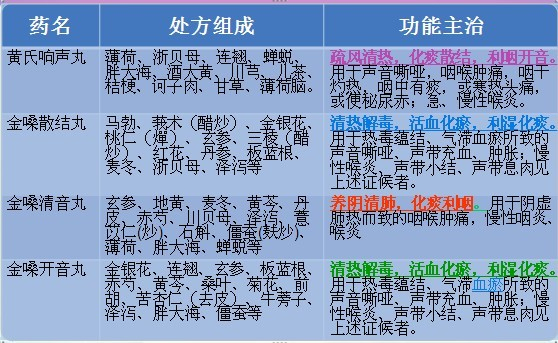 药名 处方组成 功能主治
黄氏响声丸 薄荷、浙贝母、连翘、蝉蜕、 疏风清热，化痰散结，利咽开音。
胖大海、酒大黄、川芎、儿茶、 用于声音嘶哑，咽喉肿痛，咽干
桔梗、诃子肉、甘草、薄荷脑。 灼热，咽中有痰，或寒热头痛，
或便秘尿赤；急、慢性喉炎。
金嗓散结丸 马勃、莪术（醋炒）、金银花、 清热解毒，活血化瘀，利湿化痰。
桃仁（燀）、玄参、三棱（醋 用于热毒蕴结、气滞血瘀所致的
炒）、红花、丹参、板蓝根、 声音嘶哑、声带充血、肿胀；慢
麦冬、浙贝母、泽泻等 性喉炎、声带小结、声带息肉见
上述证候者。
金嗓清音丸 玄参、地黄、麦冬、黄芩、丹 养阴清肺，化痰利咽。用于阴虚
皮、赤芍、川贝母、泽泻、薏 肺热而致的咽喉肿痛，慢性咽炎、
苡仁(炒)、石斛、僵蚕(麸炒)、 喉炎
薄荷、胖大海、蝉蜕等
金嗓开音丸 金银花、连翘、玄参、板蓝根、 清热解毒，活血化瘀，利湿化痰。
赤芍、黄芩、桑叶、菊花、前 用于热毒蕴结、气滞血瘀所致的
胡、苦杏仁（去皮）、牛蒡子、 声音嘶哑、声带充血、肿胀；慢
泽泻、胖大海、僵蚕等 性喉炎、声带小结、声带息肉见
上述证候者。